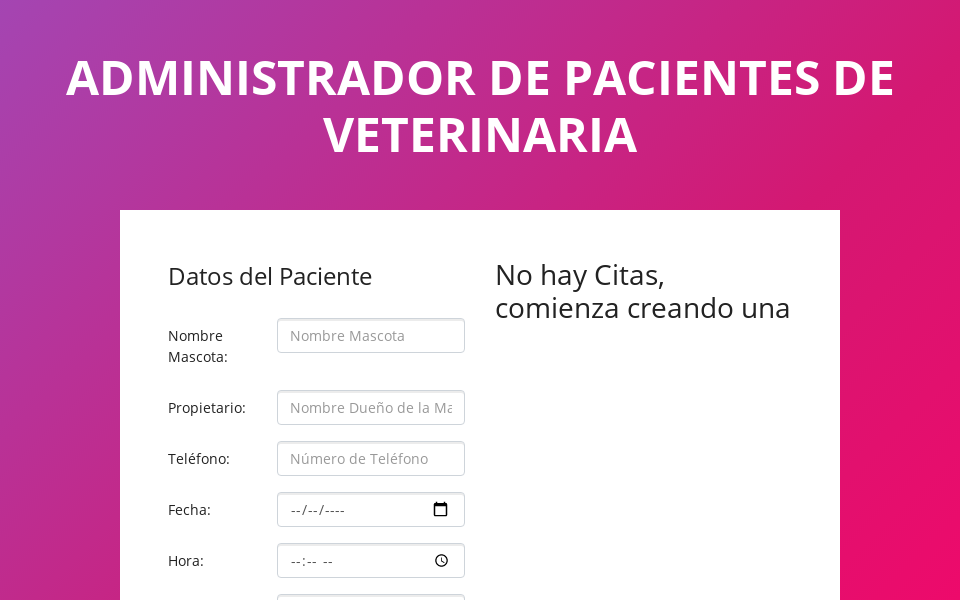 ADMINISTRADOR DE PACIENTES DE
VETERINARIA
Datos del Paciente
Nombre
Mascota:
Nombre Mascota
Propietario:
Nombre Dueño de la Ma
Teléfono:
Número de Teléfono
Fecha:
--/--/----
Hora:
--:-- --
No hay Citas,
comienza creando una